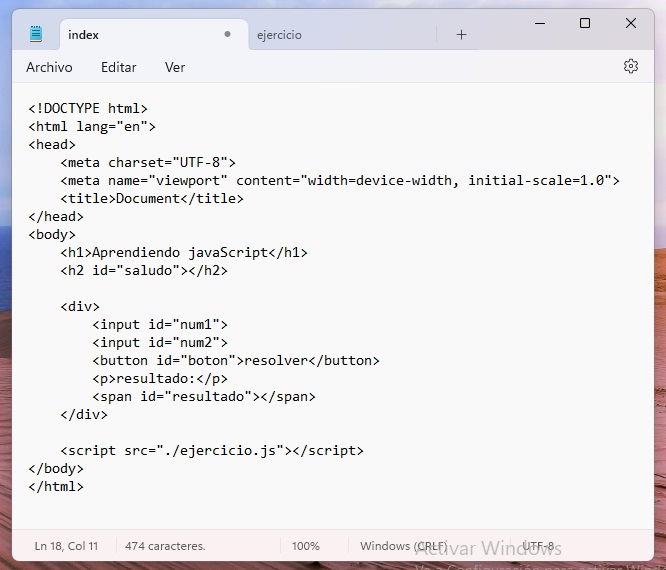 index
ejercicio
Archivo Editar Ver
<!DOCTYPE html>
<html lang="en">
<head>
    <meta charset="UTF-8">
    <meta name="viewport" content="width=device-width, initial-scale=1.0">
    <title>Document</title>
</head>
<body>
    <h1>Aprendiendo javaScript</h1>
    <h2 id="saludo"></h2>

    <div>
        <input id="num1">
        <input id="num2">
        <button id="boton">resolver</button>
        <p>resultado:</p>
        <span id="resultado"></span>
    </div>

    <script src="./ejercicio.js"></script>
</body>
</html>
Ln 18, Col 11
474 caracteres.
100%
Windows (CRLF)
UTF-8
Activar Windows